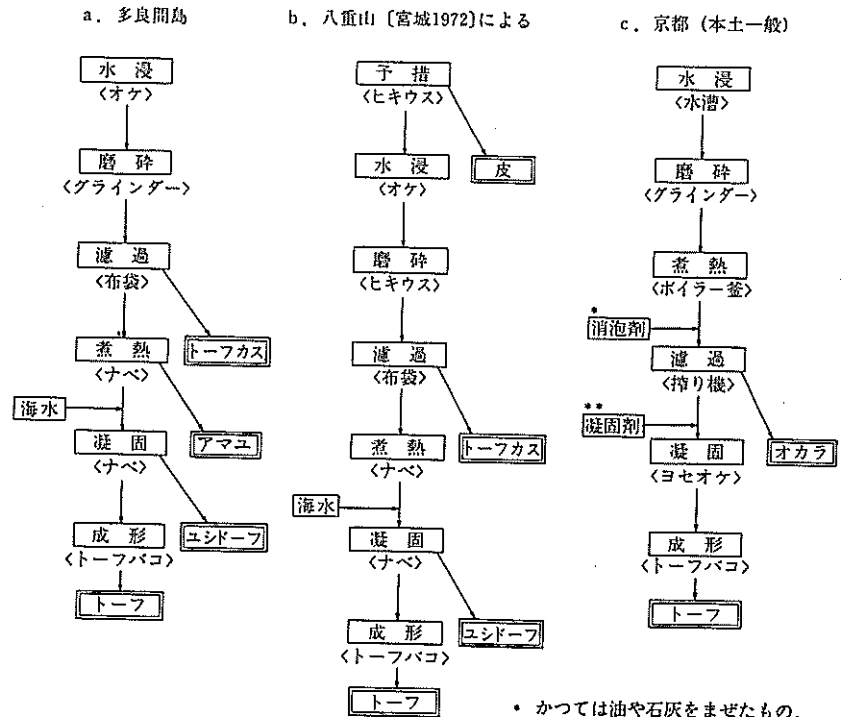 a．多良間島
水浸
〈オケ〉
磨砕
〈グラインダー〉
濾過
〈布袋〉
トーフカス
煮熱
〈ナベ〉
海水
アマユ
凝固
〈ナベ〉
ユシドーフ
成形
〈トーフバコ〉
トーフ
b．八重山〔宮城1972〕による
予措
〈ヒキウス〉
皮
水浸
〈オケ〉
磨砕
〈ヒキウス〉
濾過
〈布袋〉
トーフカス
煮熱
〈ナベ〉
海水
凝固
〈ナベ〉
ユシドーフ
成形
〈トーフバコ〉
トーフ
c．京都（本土一般）
水浸
〈水漕〉
磨砕
〈グラインダー〉
煮熱
〈ボイラー釜〉
*
消泡剤
濾過
〈搾り機〉
**
凝固剤
オカラ
凝固
〈ヨセオケ〉
成形
〈トーフバコ〉
トーフ
• かつては油や石灰をまぜたもの、